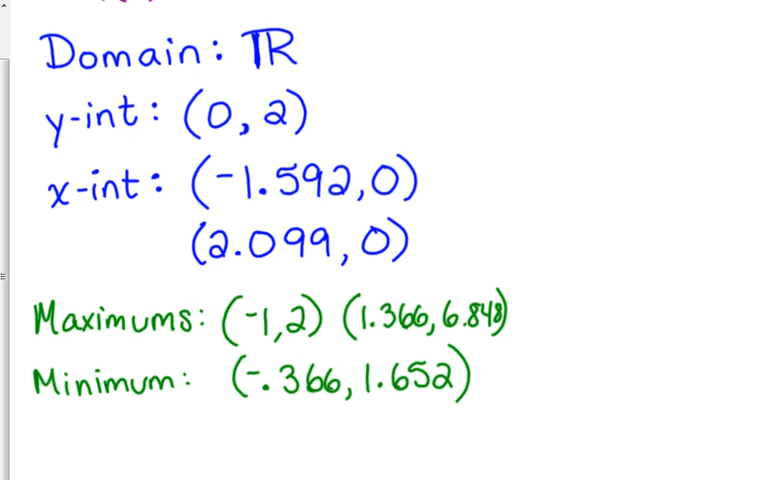 Domain: ℝ
y-int: (0, 2)
x-int: (-1.592, 0)
(2.099, 0)
Maximums: (-1, 2) (1.366, 6.848)
Minimum: (-.366, 1.652)